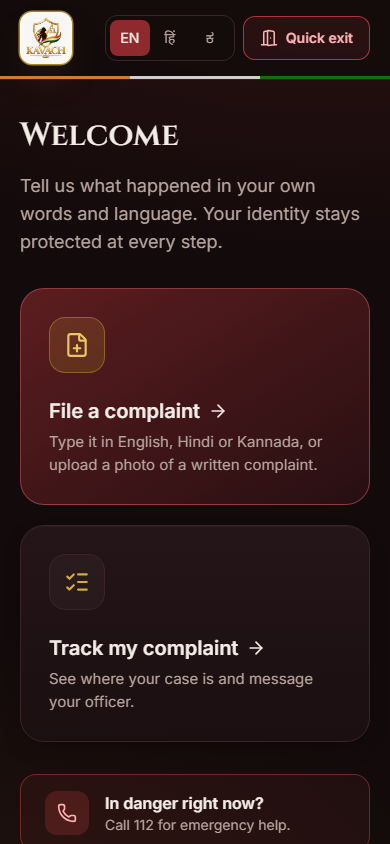 KAVACH
EN हिं ಕ
Quick exit
Welcome
Tell us what happened in your own
words and language. Your identity stays
protected at every step.
File a complaint →
Type it in English, Hindi or Kannada, or
upload a photo of a written complaint.
Track my complaint →
See where your case is and message
your officer.
In danger right now?
Call 112 for emergency help.